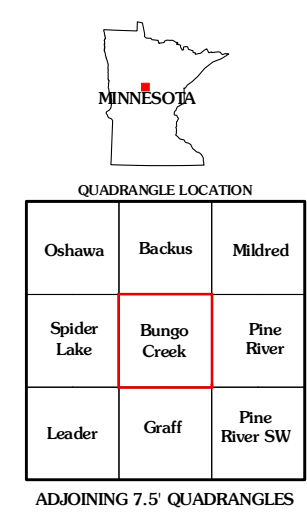 MINNESOTA
QUADRANGLE LOCATION
Oshawa
Backus
Mildred
Spider
Lake
Bungo
Creek
Pine
River
Leader
Graff
Pine
River SW
ADJOINING 7.5' QUADRANGLES